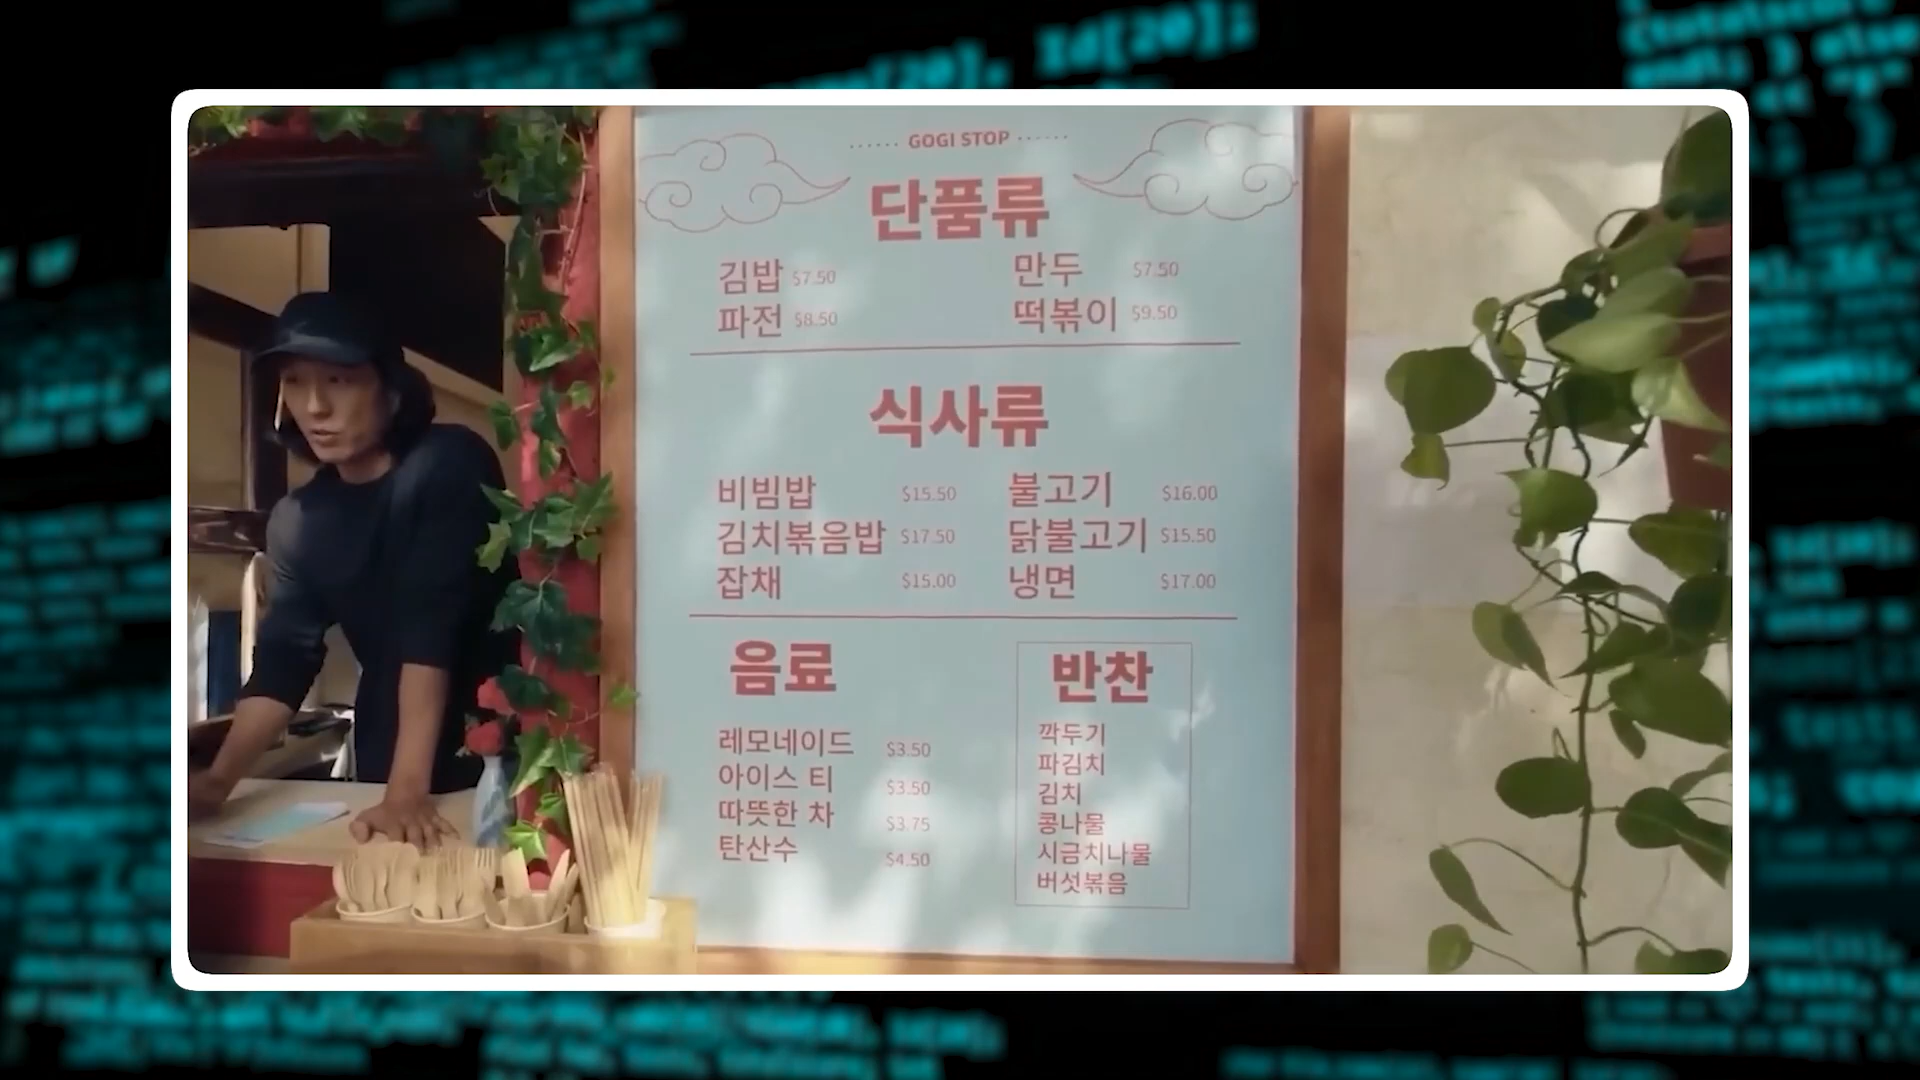 GOGI STOP
단품류
김밥 $7.50 만두 $7.50
파전 $8.50 떡볶이 $9.50
식사류
비빔밥 $15.50 불고기 $16.00
김치볶음밥 $17.50 닭불고기 $15.50
잡채 $15.00 냉면 $17.00
음료
레모네이드 $3.50
아이스 티 $3.50
따뜻한 차 $3.75
탄산수 $4.50
반찬
깍두기
파김치
김치
콩나물
시금치나물
버섯볶음
Id[20];